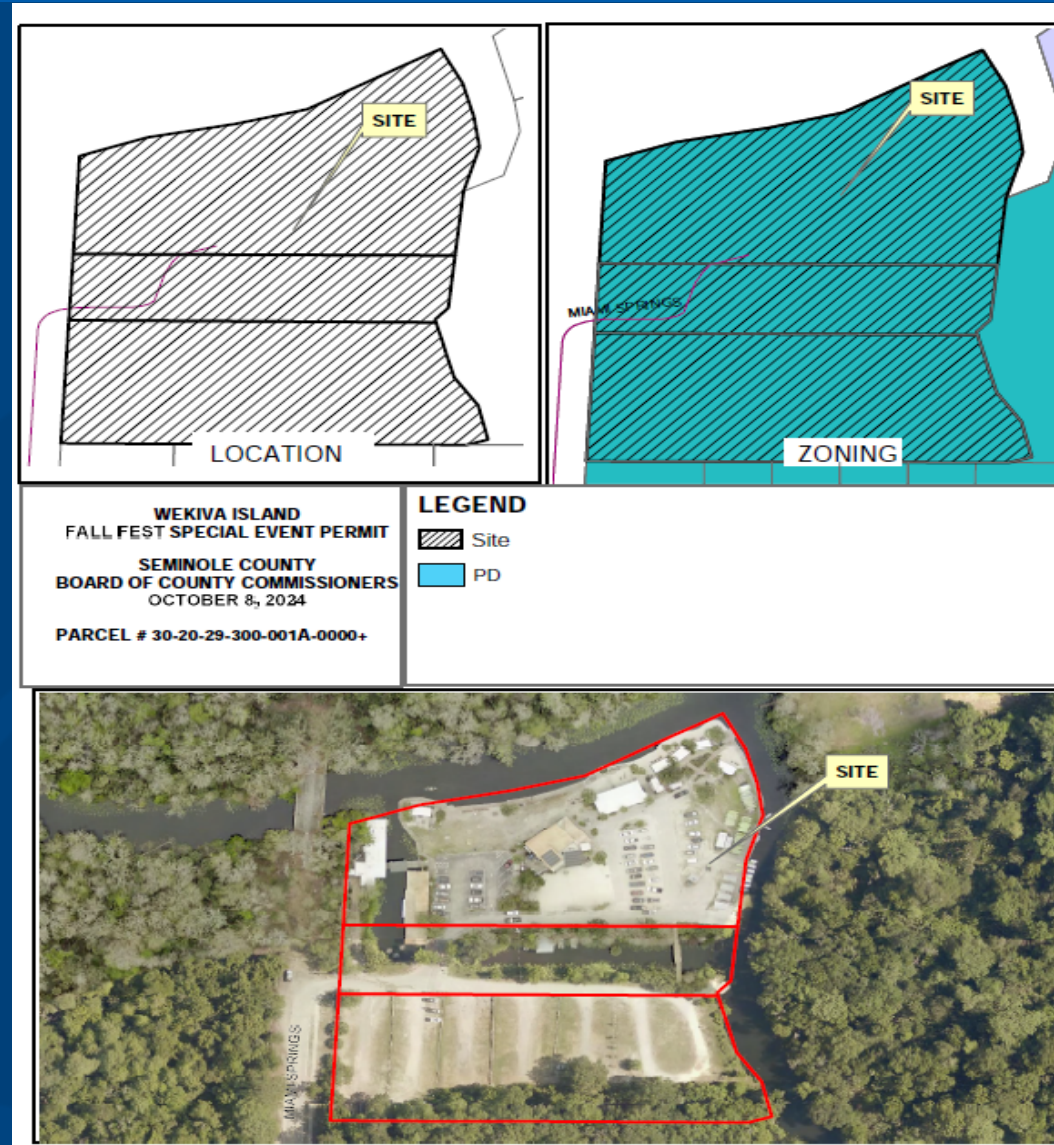 SITE
LOCATION
SITE
MIAMI SPRINGS
ZONING
WEKIVA ISLAND
FALL FEST SPECIAL EVENT PERMIT
SEMINOLE COUNTY
BOARD OF COUNTY COMMISSIONERS
OCTOBER 8, 2024
PARCEL # 30-20-29-300-001A-0000+
LEGEND
Site
PD
SITE
MIAMI SPRINGS